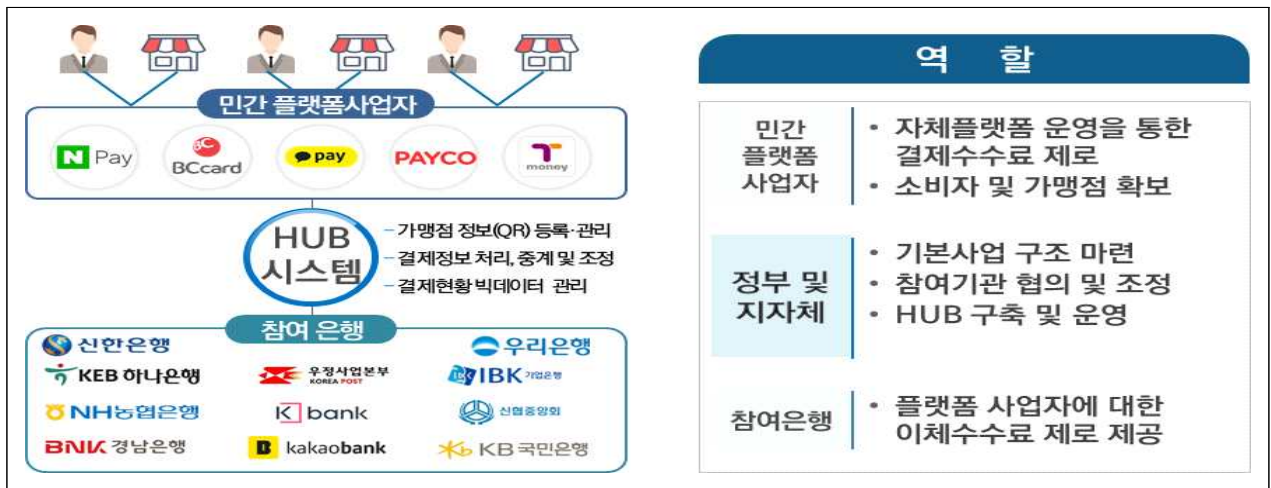 민간 플랫폼사업자
N Pay
BC
BCcard
pay
PAYCO
T
money
HUB
시스템
- 가맹점 정보(QR) 등록·관리
- 결제정보 처리, 중계 및 조정
- 결제현황 빅데이터 관리
참여 은행
신한은행
우리은행
KEB 하나은행
우정사업본부
KOREA POST
IBK 기업은행
NH농협은행
K bank
신협중앙회
BNK 경남은행
B kakaobank
Kb KB국민은행
역 할
민간
플랫폼
사업자
• 자체플랫폼 운영을 통한
결제수수료 제로
• 소비자 및 가맹점 확보
정부 및
지자체
• 기본사업 구조 마련
• 참여기관 협의 및 조정
• HUB 구축 및 운영
참여은행
• 플랫폼 사업자에 대한
이체수수료 제로 제공